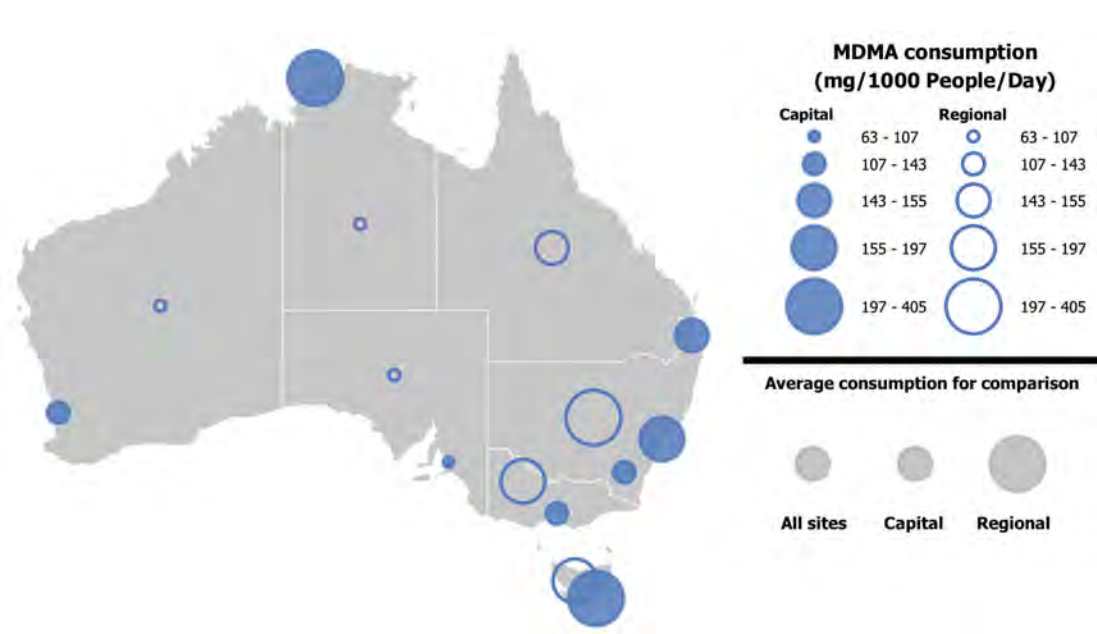 MDMA consumption
(mg/1000 People/Day)
Capital Regional
63 - 107 63 - 107
107 - 143 107 - 143
143 - 155 143 - 155
155 - 197 155 - 197
197 - 405 197 - 405
Average consumption for comparison
All sites Capital Regional